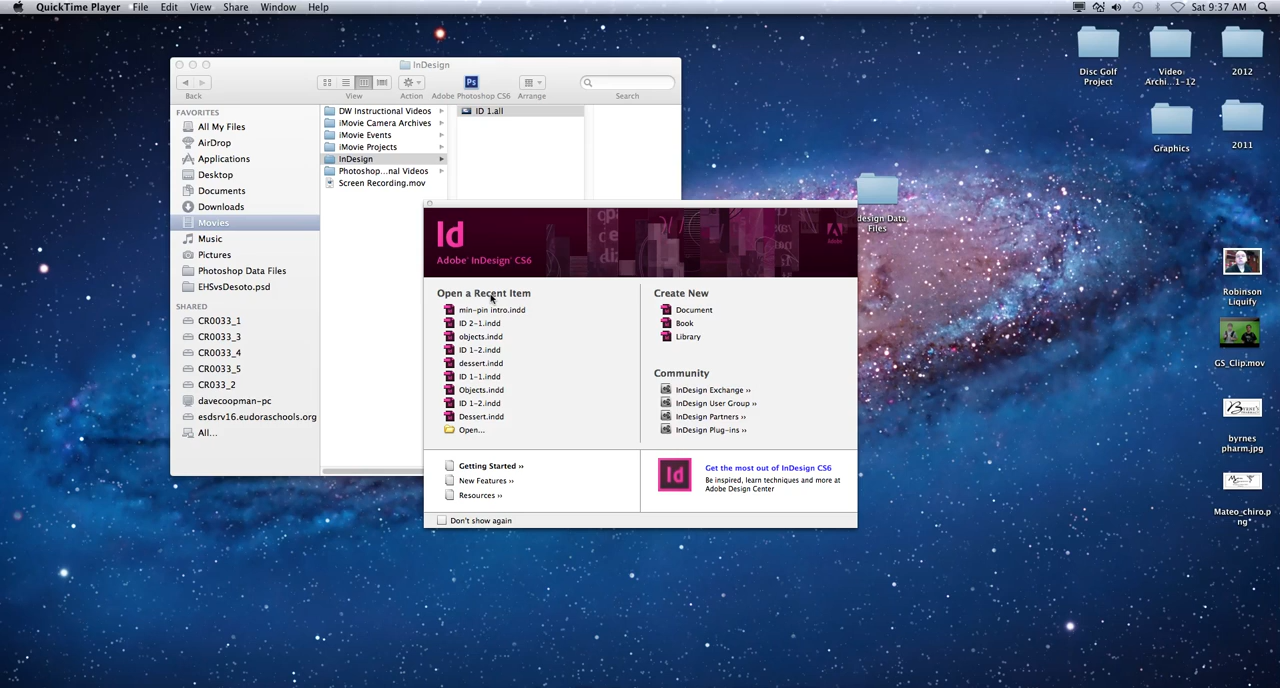 QuickTime Player File Edit View Share Window Help
Sat 9:37 AM
InDesign
Back
View
Action
Adobe Photoshop CS6
Arrange
Search
FAVORITES
All My Files
AirDrop
Applications
Desktop
Documents
Downloads
Movies
Music
Pictures
Photoshop Data Files
EHSvsDesoto.psd
SHARED
CR0033_1
CR0033_3
CR0033_4
CR0033_5
CR033_2
davecoopman-pc
esdsrv16.eudoraschools.org
All...
DW Instructional Videos
iMovie Camera Archives
iMovie Events
iMovie Projects
InDesign
Photoshop...nal Videos
Screen Recording.mov
ID 1.all
Id
Adobe® InDesign® CS6
Open a Recent Item
min-pin intro.indd
ID 2-1.indd
objects.indd
ID 1-2.indd
dessert.indd
ID 1-1.indd
Objects.indd
ID 1-2.indd
Dessert.indd
Open...
Create New
Document
Book
Library
Community
InDesign Exchange ››
InDesign User Group ››
InDesign Partners ››
InDesign Plug-ins ››
Getting Started ››
New Features ››
Resources ››
Id
Get the most out of InDesign CS6
Be inspired, learn techniques and more at
Adobe Design Center
Don't show again
Disc Golf
Project
Video
Archi...1-12
2012
Graphics
2011
design Data
Files
Robinson
Liquify
GS_Clip.mov
byrnes
pharm.jpg
Mateo_chiro.p
ng